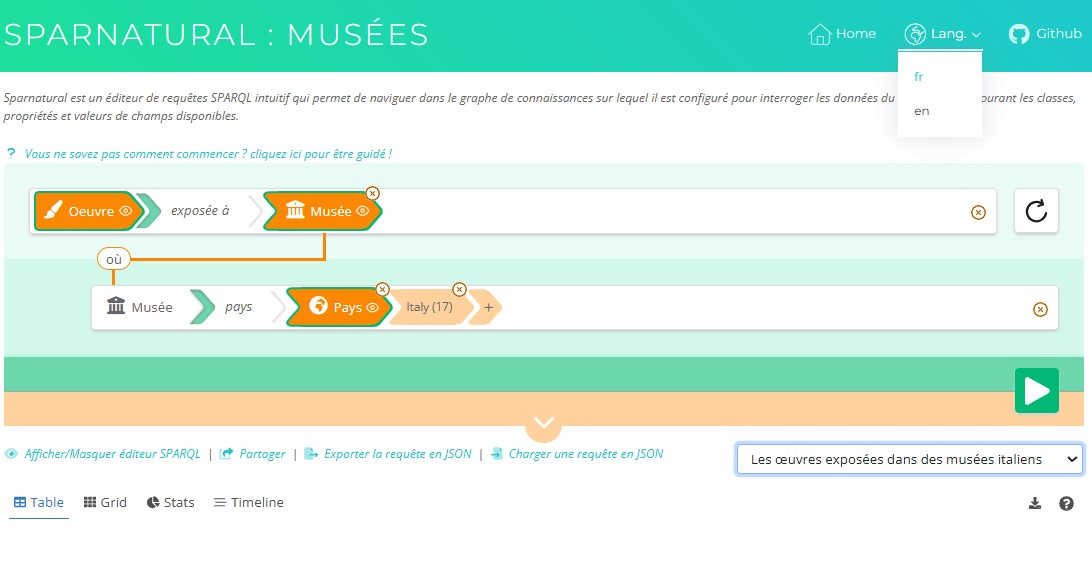 SPARNATURAL : MUSÉES
Home
Lang.
Github
fr
en
Sparnatural est un éditeur de requêtes SPARQL intuitif qui permet de naviguer dans le graphe de connaissances sur lequel il est configuré pour interroger les données du ourant les classes,
propriétés et valeurs de champs disponibles.
? Vous ne savez pas comment commencer ? cliquez ici pour être guidé !
Oeuvre exposée à Musée
où
Musée pays Pays Italy (17) +
Afficher/Masquer éditeur SPARQL | Partager | Exporter la requête en JSON | Charger une requête en JSON
Les œuvres exposées dans des musées italiens
Table Grid Stats Timeline
?